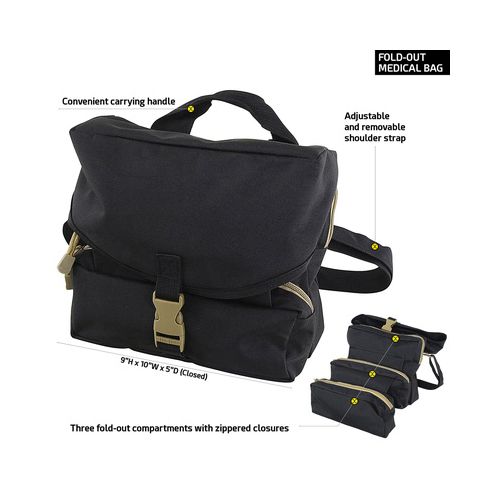 FOLD-OUT
MEDICAL BAG
Convenient carrying handle
Adjustable
and removable
shoulder strap
9"H x 10"W x 5"D (Closed)
Three fold-out compartments with zippered closures